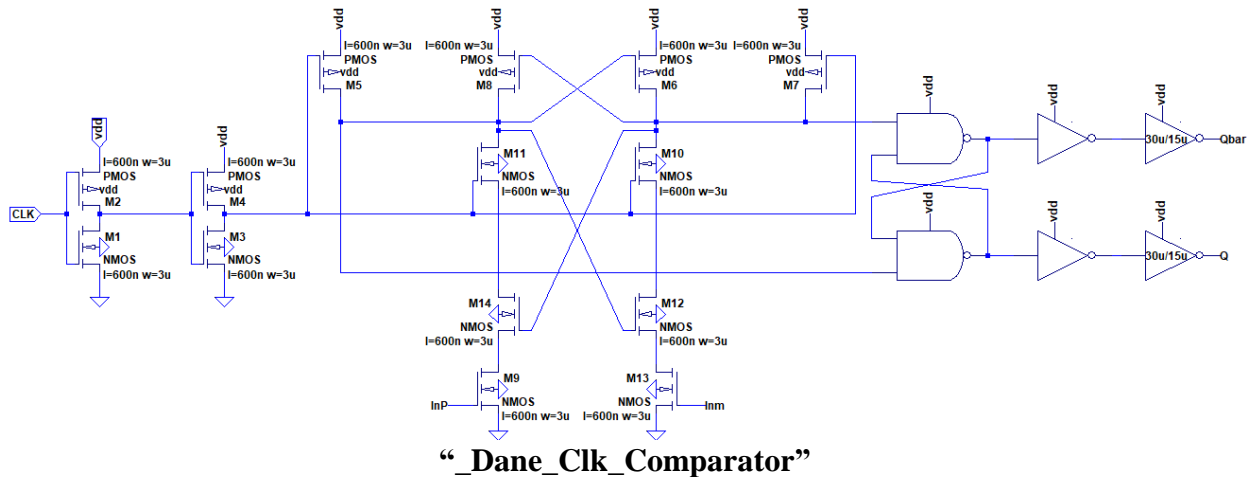 vdd
vdd
vdd
vdd
l=600n w=3u
l=600n w=3u
l=600n w=3u
l=600n w=3u
PMOS
PMOS
PMOS
PMOS
vdd
vdd
vdd
vdd
M5
M8
M6
M7
vdd
vdd
vdd
vdd
vdd
30u/15u
Qbar
l=600n w=3u
l=600n w=3u
PMOS
PMOS
vdd
vdd
M2
M4
M11
M10
NMOS
NMOS
l=600n w=3u
l=600n w=3u
CLK
vdd
vdd
vdd
M1
M3
NMOS
NMOS
l=600n w=3u
l=600n w=3u
30u/15u
Q
M14
M12
NMOS
NMOS
l=600n w=3u
l=600n w=3u
M9
M13
NMOS
NMOS
InP
Inm
l=600n w=3u
l=600n w=3u
“_Dane_Clk_Comparator”